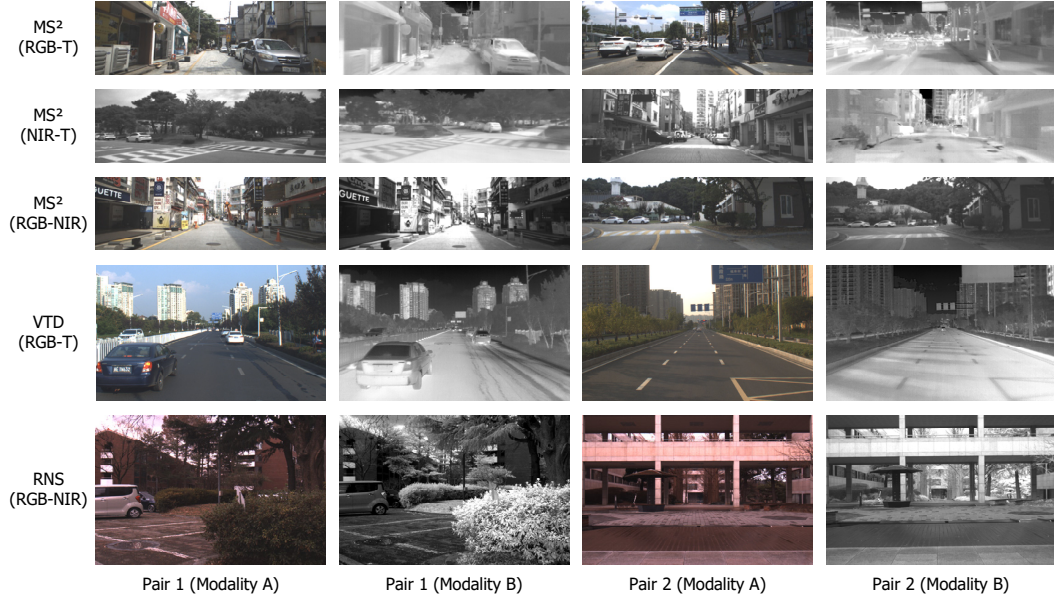 MS²
(RGB-T)
MS²
(NIR-T)
MS²
(RGB-NIR)
GUETTE
GUETTE
VTD
(RGB-T)
RNS
(RGB-NIR)
Pair 1 (Modality A)
Pair 1 (Modality B)
Pair 2 (Modality A)
Pair 2 (Modality B)